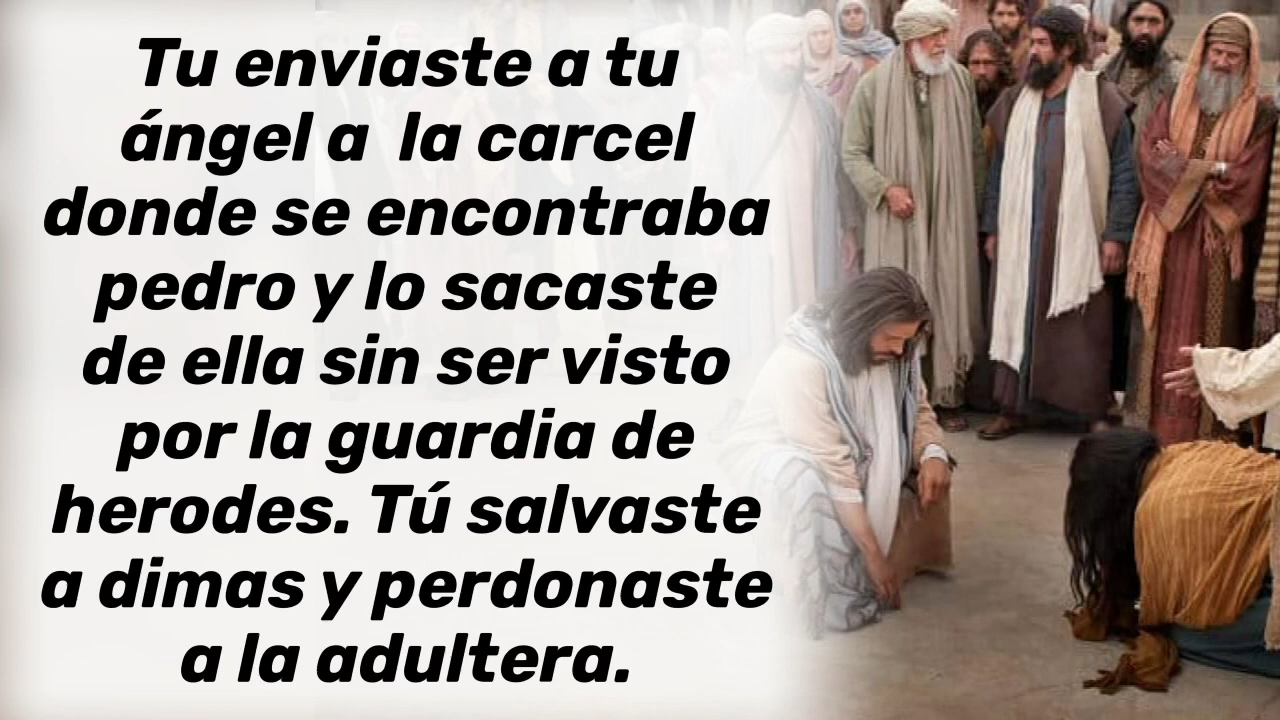 Tu enviaste a tu
ángel a  la carcel
donde se encontraba
pedro y lo sacaste
de ella sin ser visto
por la guardia de
herodes. Tú salvaste
a dimas y perdonaste
a la adultera.